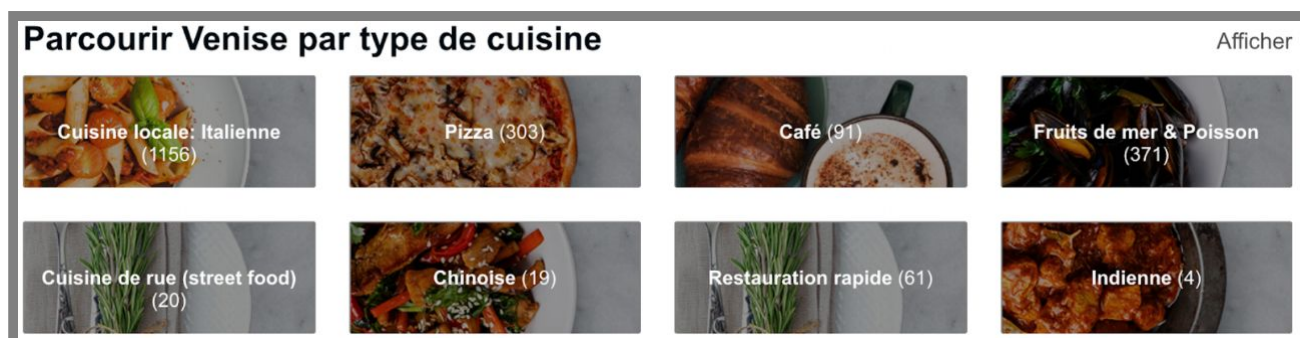 Parcourir Venise par type de cuisine
Afficher
Cuisine locale: Italienne
(1156)
Pizza (303)
Café (91)
Fruits de mer & Poisson
(371)
Cuisine de rue (street food)
(20)
Chinoise (19)
Restauration rapide (61)
Indienne (4)